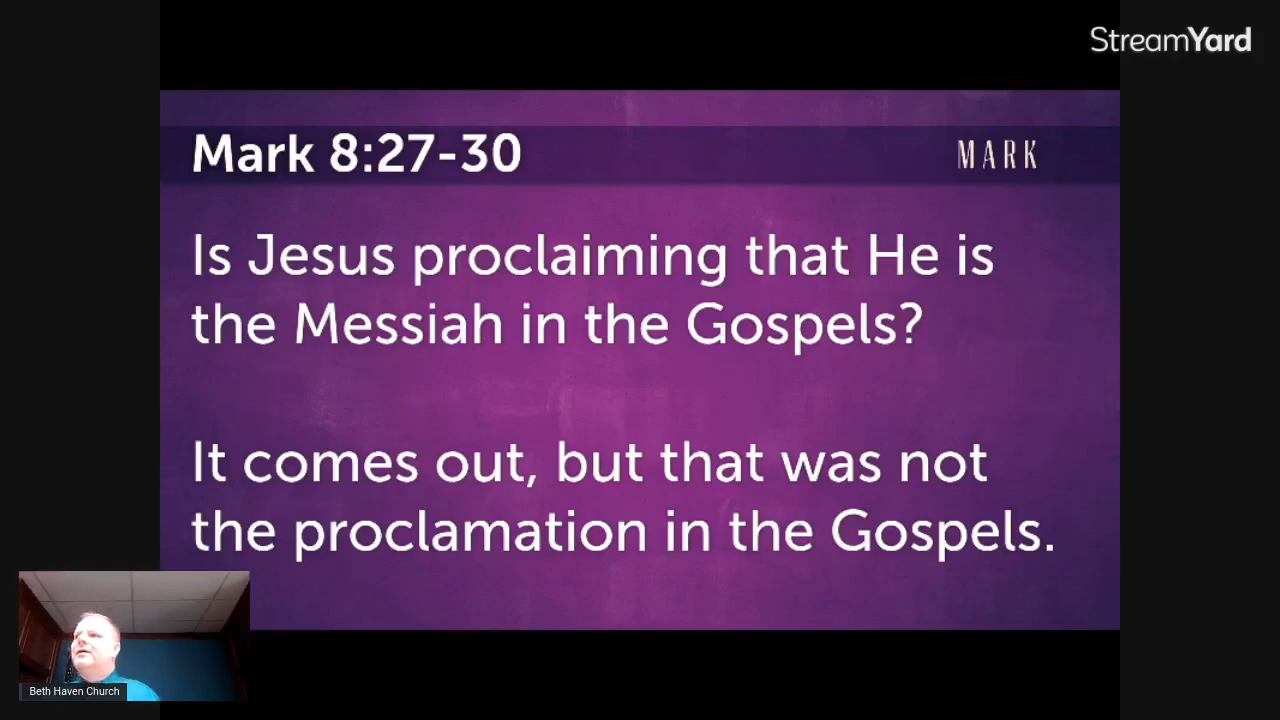 StreamYard
Mark 8:27-30
MARK
Is Jesus proclaiming that He is
the Messiah in the Gospels?
It comes out, but that was not
the proclamation in the Gospels.
Beth Haven Church